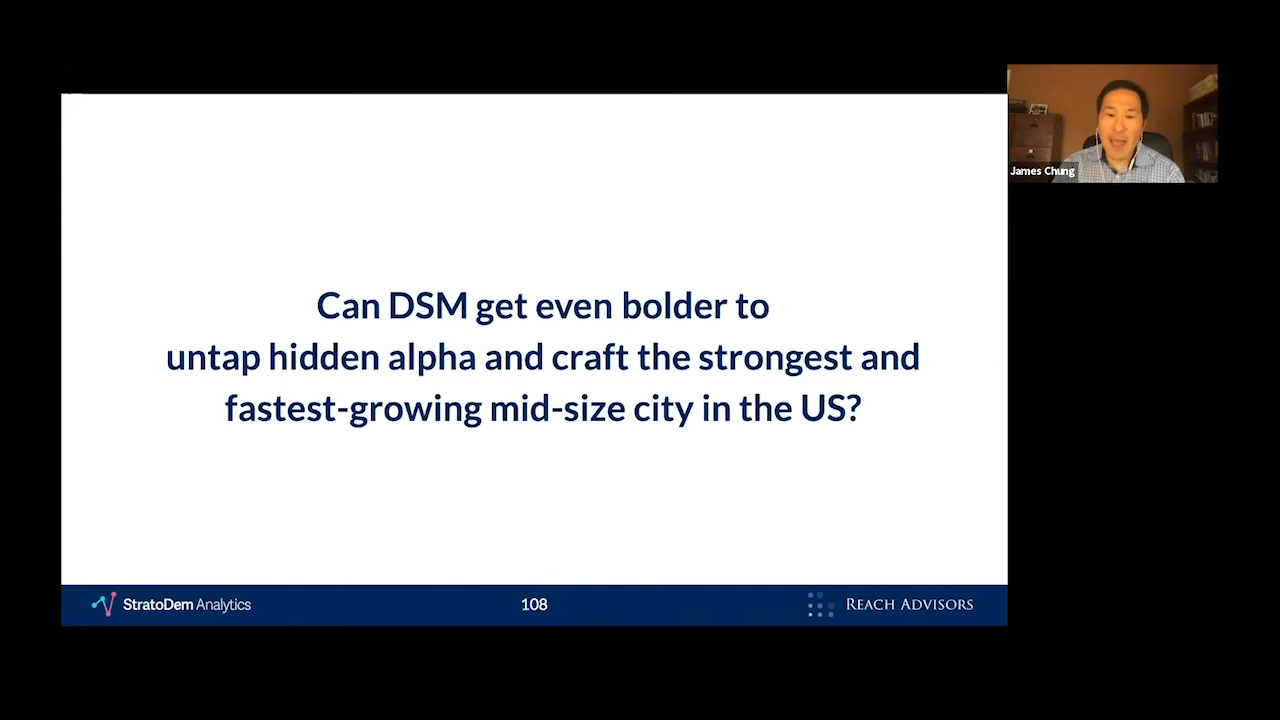 Can DSM get even bolder to
untap hidden alpha and craft the strongest and
fastest-growing mid-size city in the US?
James Chung
StratoDem Analytics
108
REACH ADVISORS